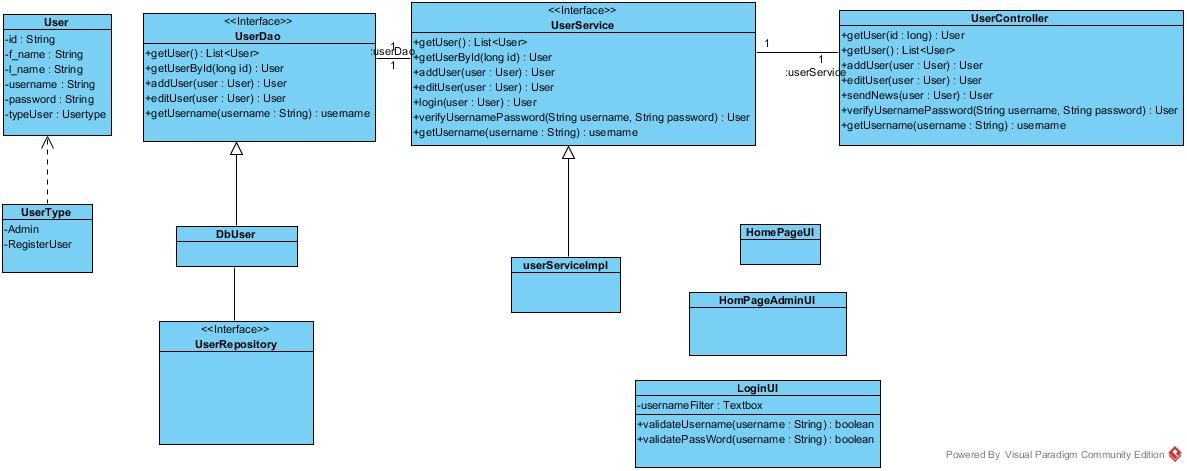 User
-id : String
-f_name : String
-l_name : String
-username : String
-password : String
-typeUser : Usertype
<<Interface>>
UserDao
+getUser() : List<User>
+getUserById(long id) : User
+addUser(user : User) : User
+editUser(user : User) : User
+getUsername(username : String) : username
1
:userDao
1
<<Interface>>
UserService
+getUser() : List<User>
+getUserById(long id) : User
+addUser(user : User) : User
+editUser(user : User) : User
+login(user : User) : User
+verifyUsernamePassword(String username, String password) : User
+getUsername(username : String) : username
1
1
:userService
UserController
+getUser(id : long) : User
+getUser() : List<User>
+addUser(user : User) : User
+editUser(user : User) : User
+sendNews(user : User) : User
+verifyUsernamePassword(String username, String password) : User
+getUsername(username : String) : username
UserType
-Admin
-RegisterUser
DbUser
<<Interface>>
UserRepository
userServiceImpl
HomePageUI
HomPageAdminUI
LoginUI
-usernameFilter : Textbox
+validateUsername(username : String) : boolean
+validatePassWord(username : String) : boolean
Powered By Visual Paradigm Community Edition